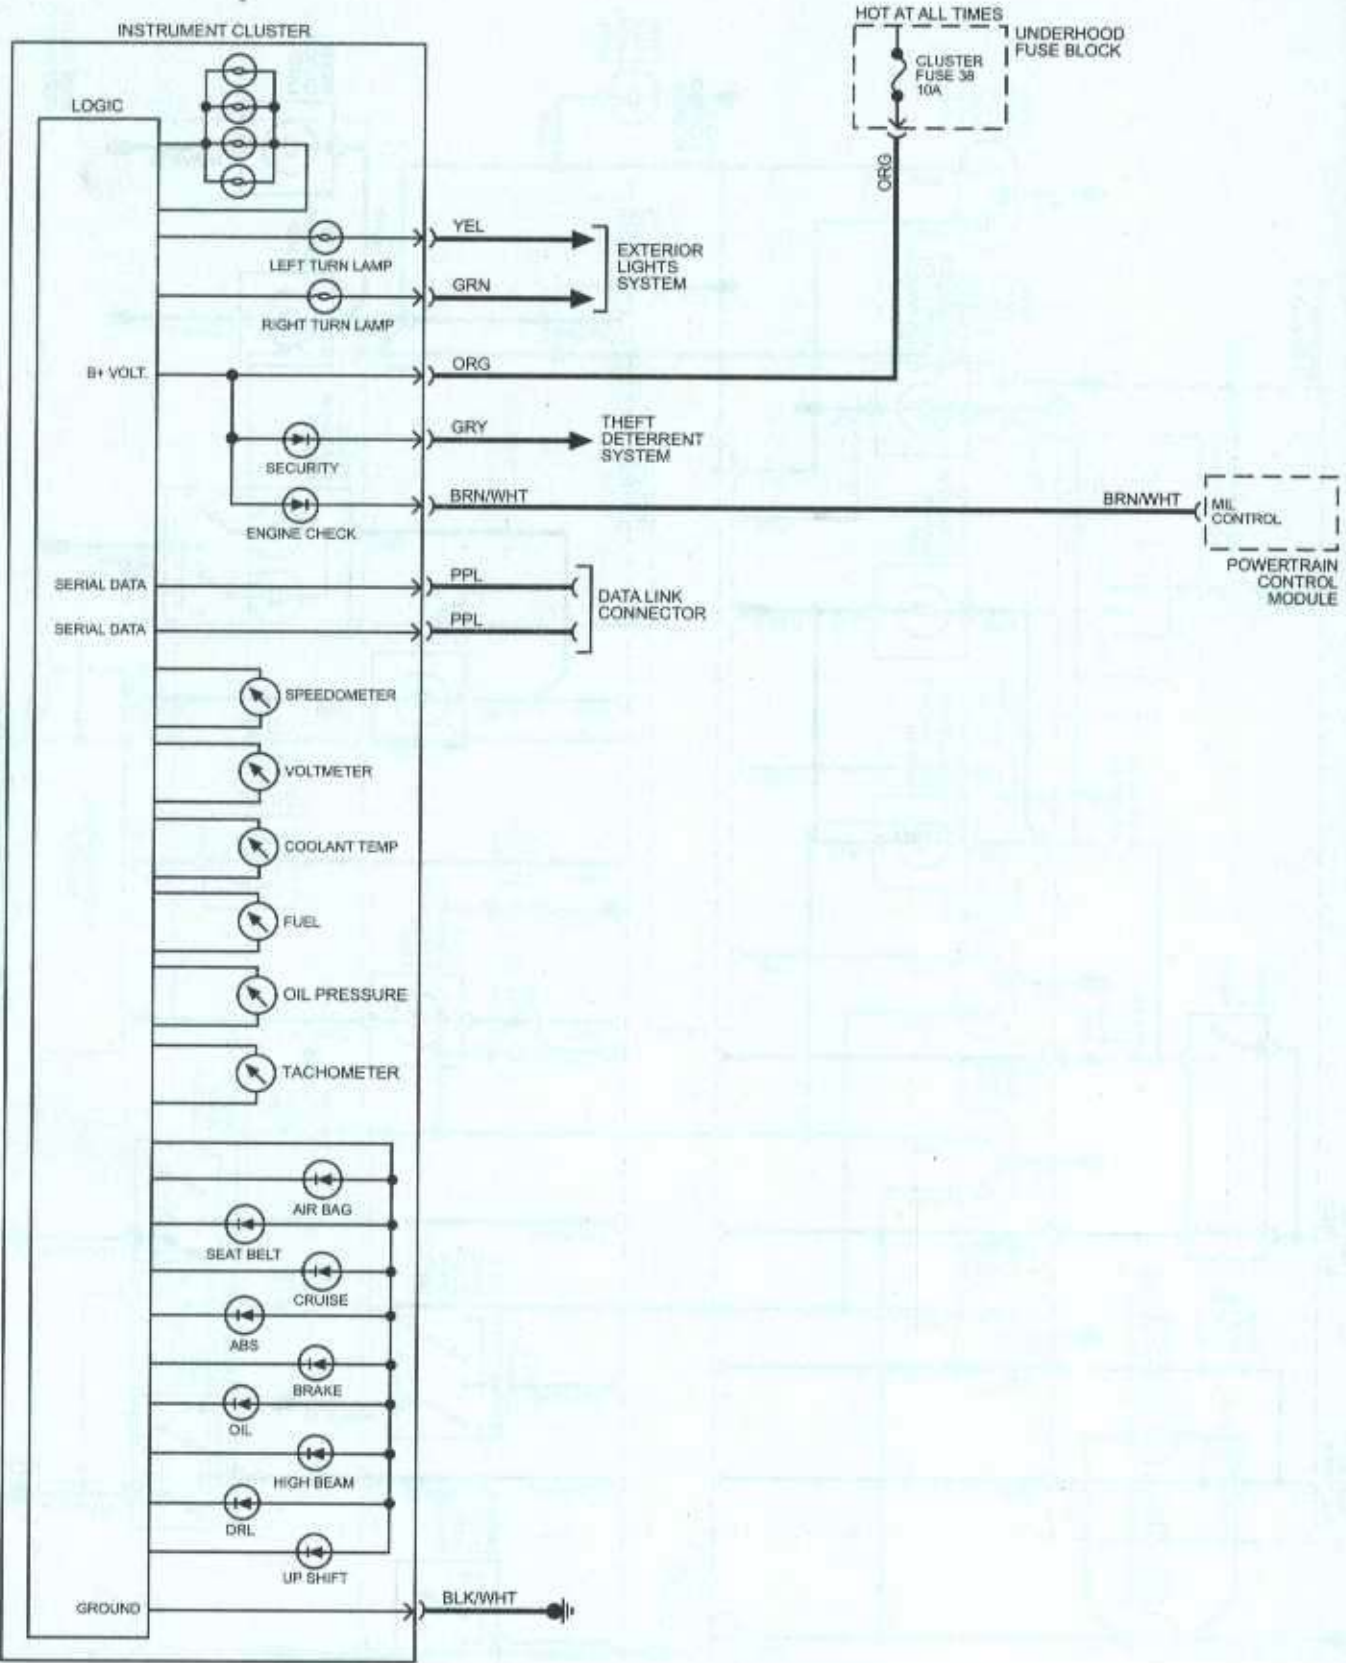 INSTRUMENT CLUSTER
HOT AT ALL TIMES
UNDERHOOD
FUSE BLOCK
CLUSTER
FUSE 38
10A
LOGIC
ORG
YEL
LEFT TURN LAMP
EXTERIOR
LIGHTS
SYSTEM
GRN
RIGHT TURN LAMP
B+ VOLT.
ORG
GRY
THEFT
DETERRENT
SYSTEM
SECURITY
BRN/WHT
BRN/WHT
MIL
CONTROL
ENGINE CHECK
POWERTRAIN
CONTROL
MODULE
SERIAL DATA
PPL
DATA LINK
CONNECTOR
SERIAL DATA
PPL
SPEEDOMETER
VOLTMETER
COOLANT TEMP
FUEL
OIL PRESSURE
TACHOMETER
AIR BAG
SEAT BELT
CRUISE
ABS
BRAKE
OIL
HIGH BEAM
DRL
UP SHIFT
GROUND
BLK/WHT